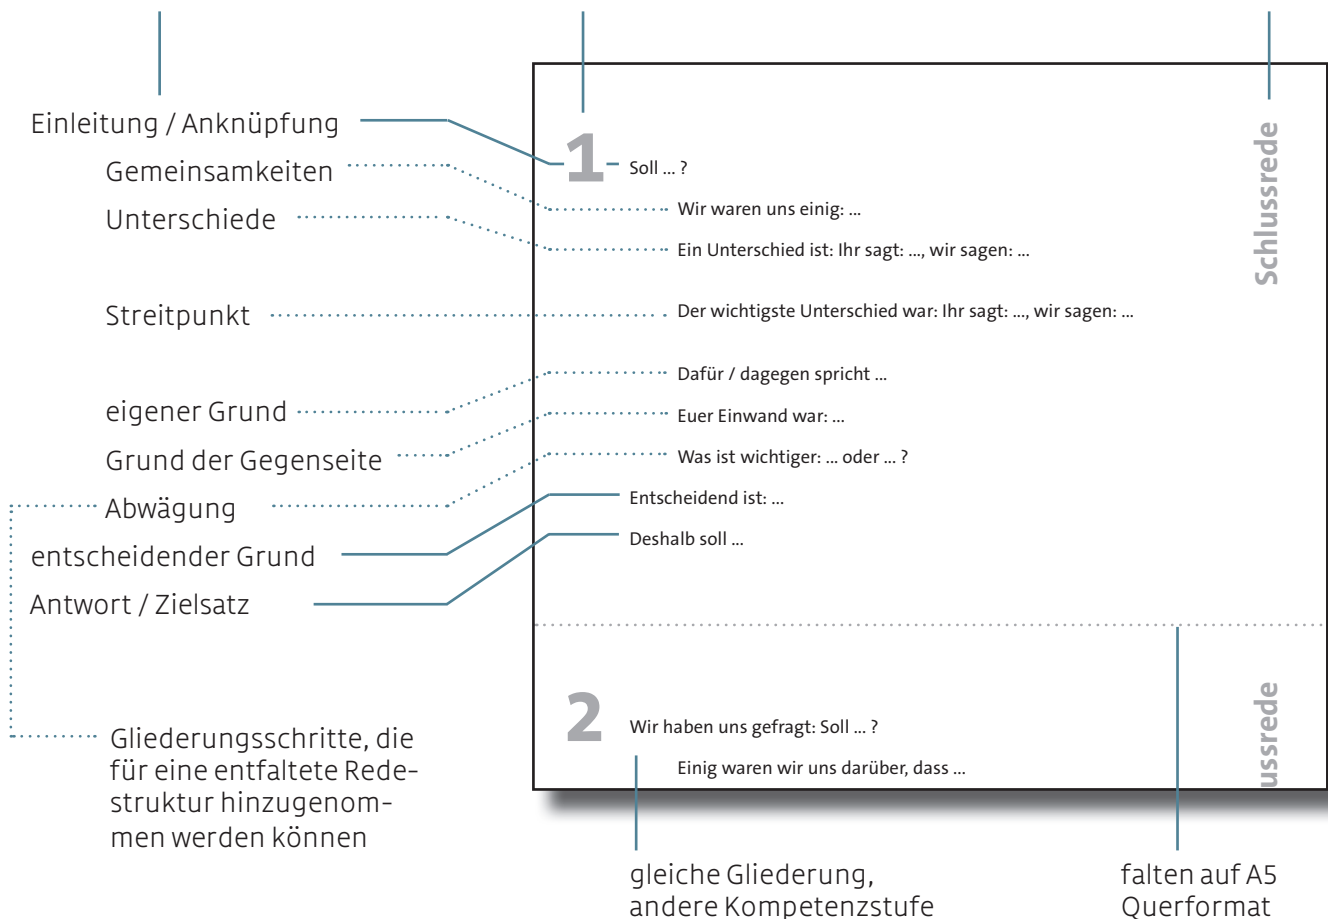 Einleitung / Anknüpfung
Gemeinsamkeiten
Unterschiede
Streitpunkt
eigener Grund
Grund der Gegenseite
Abwägung
entscheidender Grund
Antwort / Zielsatz
Gliederungsschritte, die
für eine entfaltete Rede-
struktur hinzugenom-
men werden können
1 Soll ... ?
Wir waren uns einig: ...
Ein Unterschied ist: Ihr sagt: ..., wir sagen: ...
Der wichtigste Unterschied war: Ihr sagt: ..., wir sagen: ...
Dafür / dagegen spricht ...
Euer Einwand war: ...
Was ist wichtiger: ... oder ... ?
Entscheidend ist: ...
Deshalb soll ...
Schlussrede
2 Wir haben uns gefragt: Soll ... ?
Einig waren wir uns darüber, dass ...
ussrede
gleiche Gliederung,
andere Kompetenzstufe
falten auf A5
Querformat